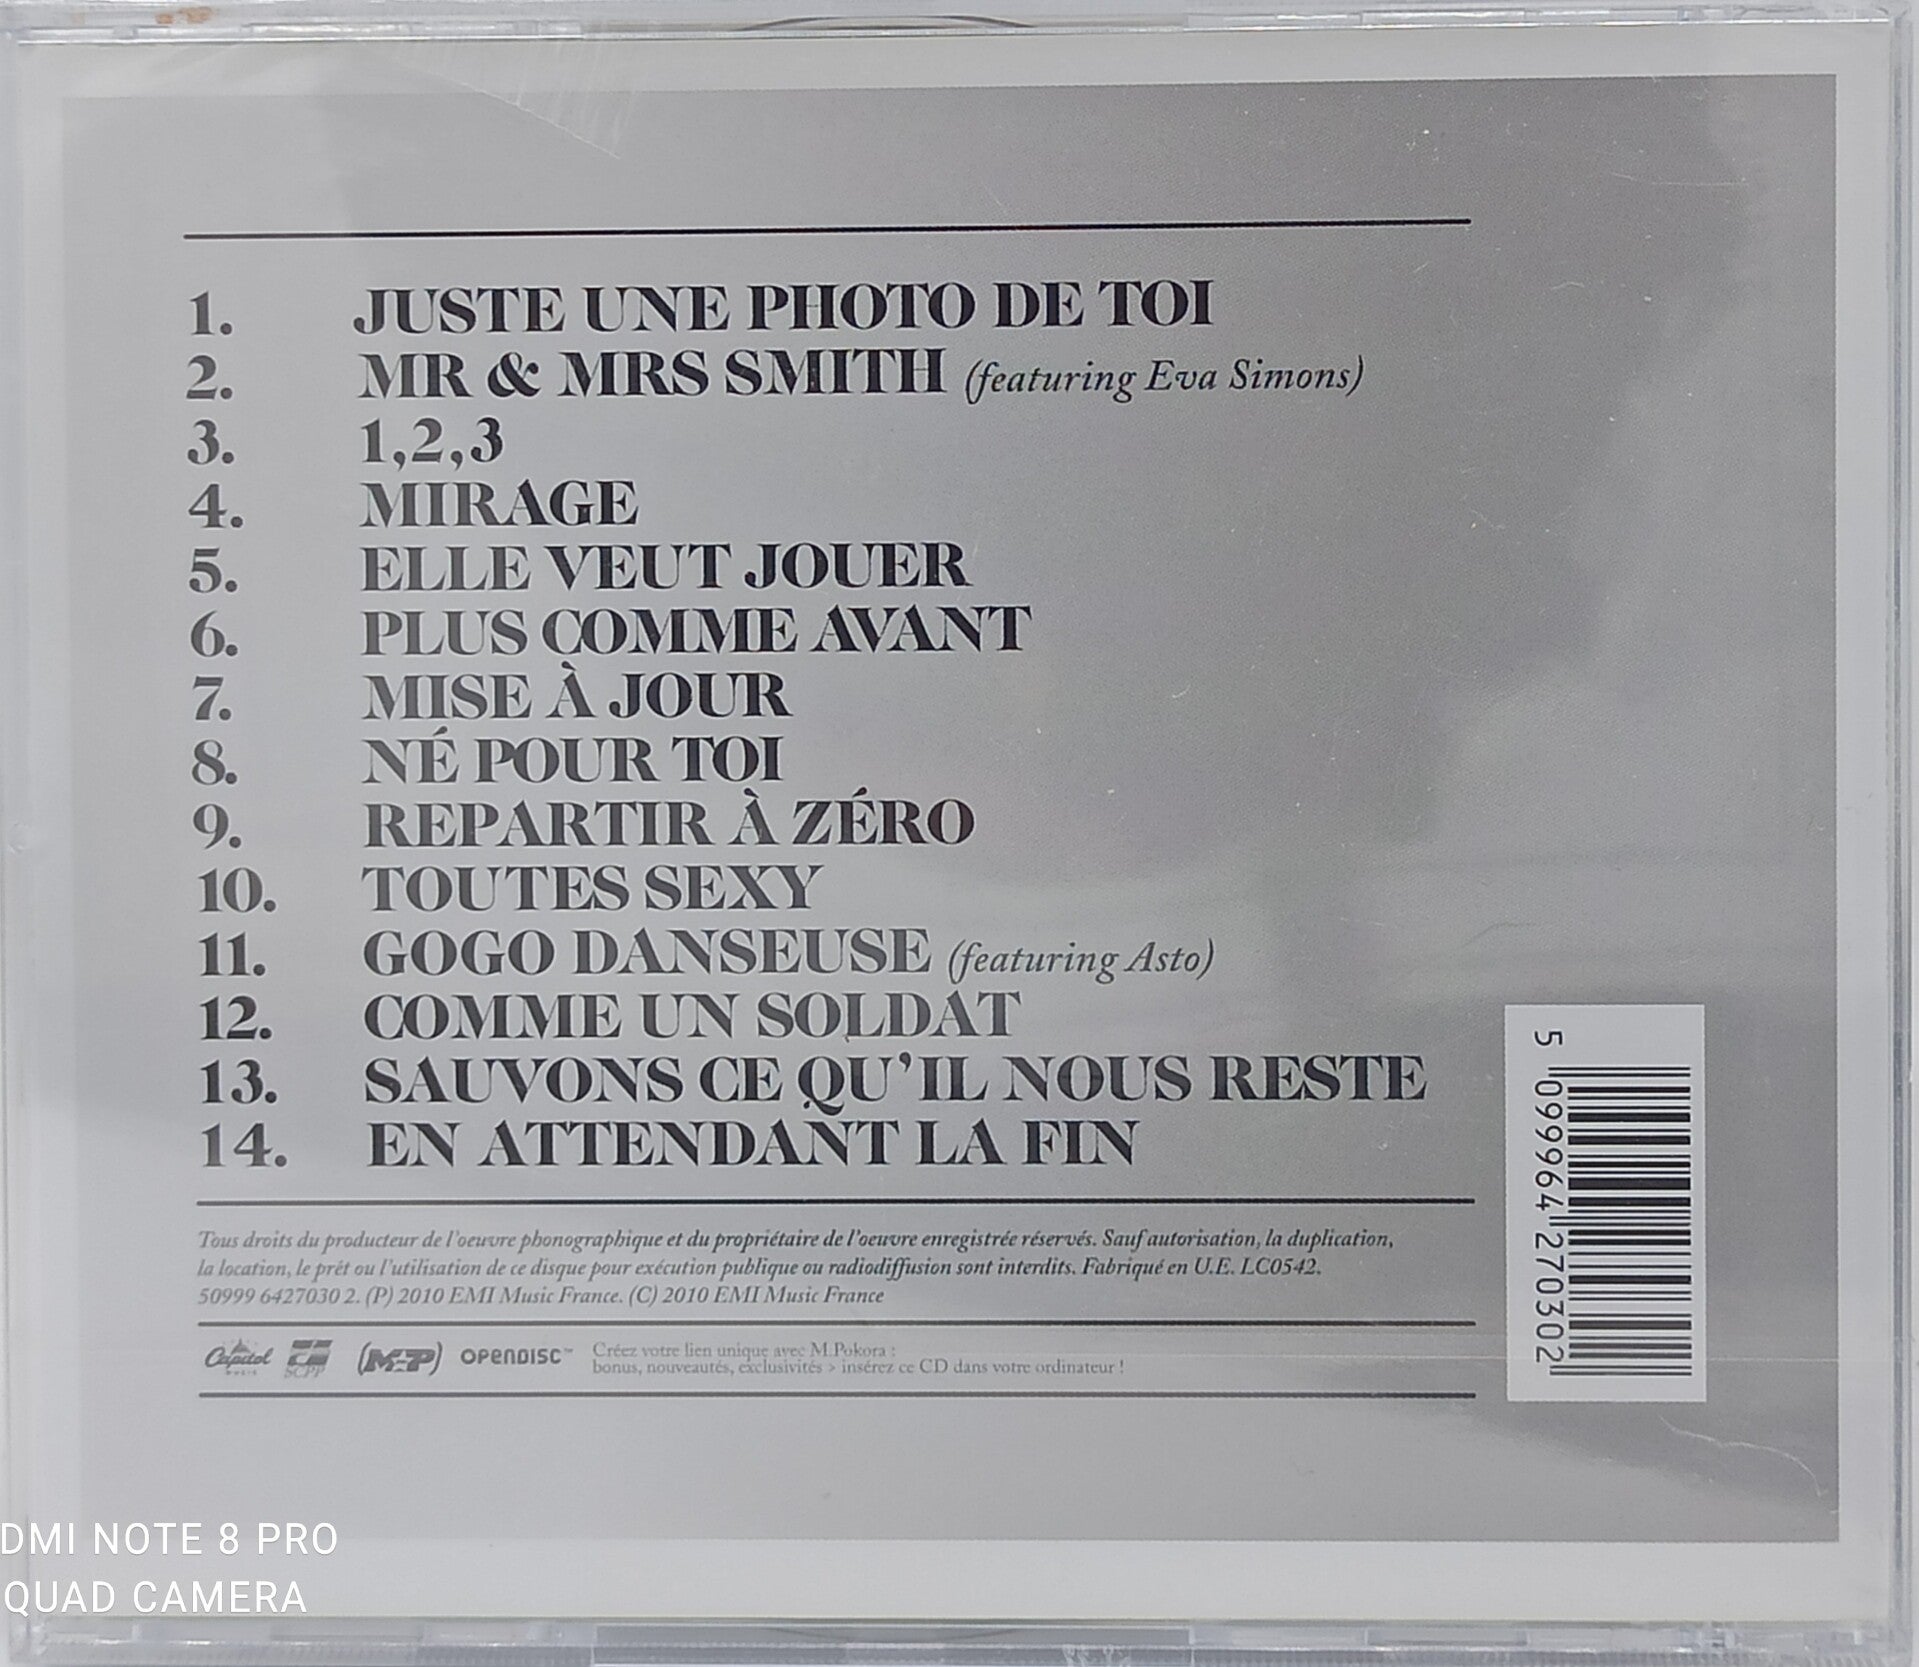 1. JUSTE UNE PHOTO DE TOI
2. MR & MRS SMITH (featuring Eva Simons)
3. 1,2,3
4. MIRAGE
5. ELLE VEUT JOUER
6. PLUS COMME AVANT
7. MISE À JOUR
8. NÉ POUR TOI
9. REPARTIR À ZÉRO
10. TOUTES SEXY
11. GOGO DANSEUSE (featuring Asto)
12. COMME UN SOLDAT
13. SAUVONS CE QU'IL NOUS RESTE
14. EN ATTENDANT LA FIN
Tous droits du producteur de l'oeuvre phonographique et du propriétaire de l'oeuvre enregistrée réservés. Sauf autorisation, la duplication,
la location, le prêt ou l'utilisation de ce disque pour exécution publique ou radiodiffusion sont interdits. Fabriqué en U.E. LC0542.
50999 6427030 2. (P) 2010 EMI Music France. (C) 2010 EMI Music France
Capitol MUSIC SCPP (M-P) OPENDISC™
Créez votre lien unique avec M.Pokora :
bonus, nouveautés, exclusivités > insérez ce CD dans votre ordinateur !
5 099964 270302
DMI NOTE 8 PRO
QUAD CAMERA